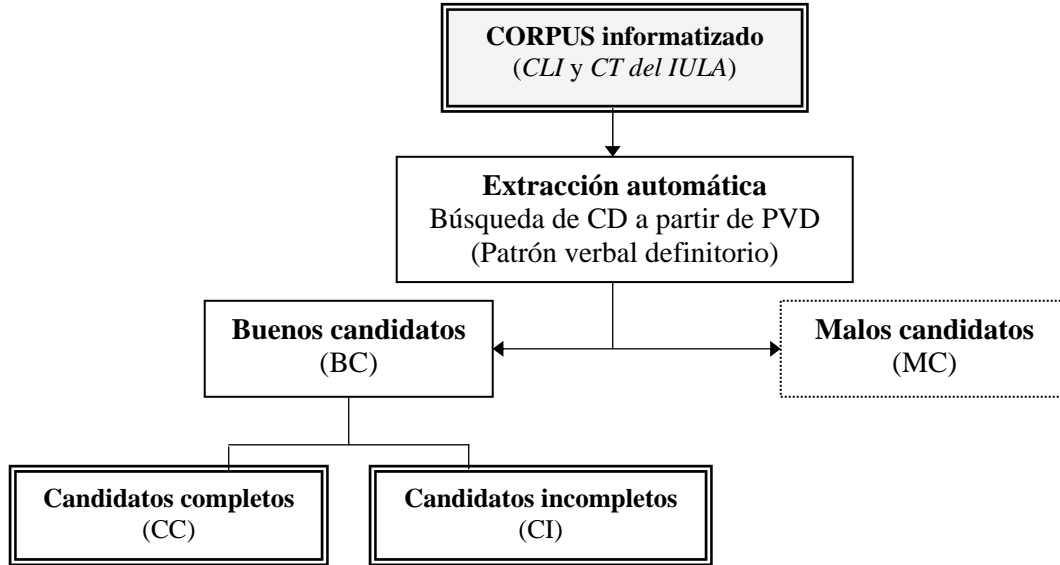 CORPUS informatizado
(CLI y CT del IULA)
Extracción automática
Búsqueda de CD a partir de PVD
(Patrón verbal definitorio)
Buenos candidatos
(BC)
Malos candidatos
(MC)
Candidatos completos
(CC)
Candidatos incompletos
(CI)